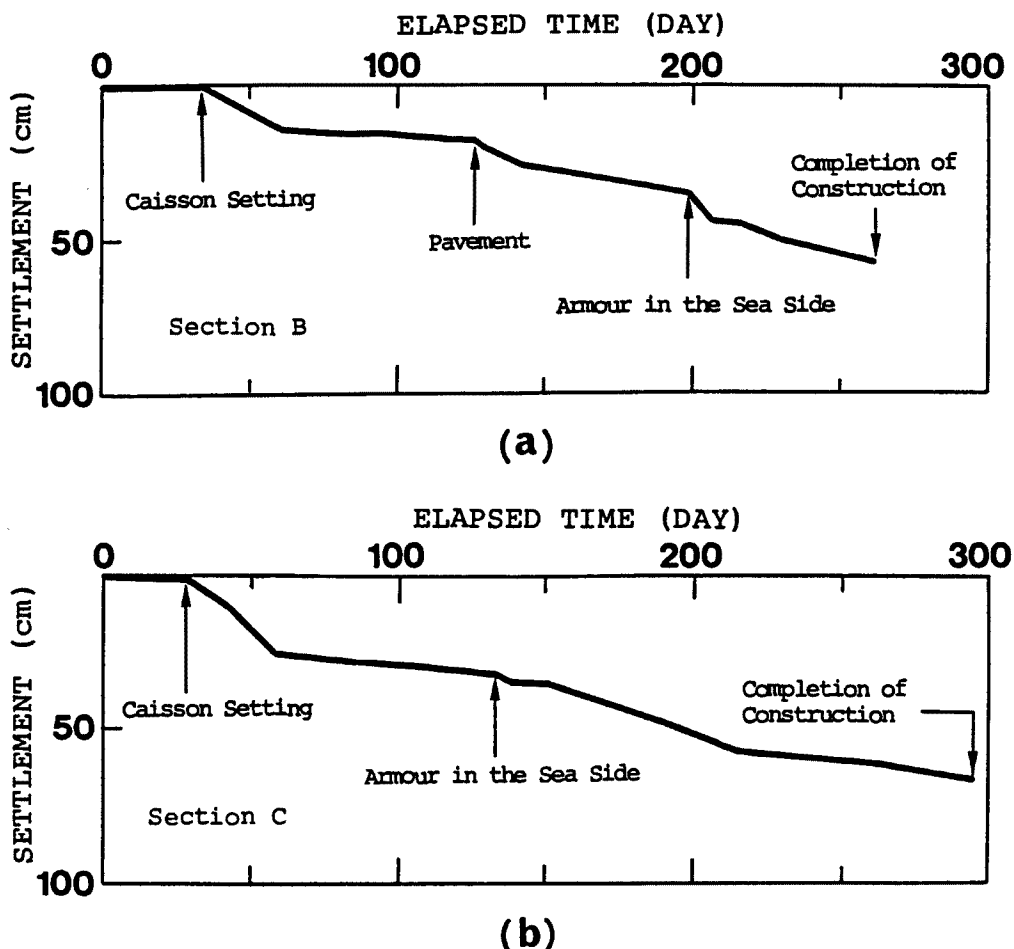 ELAPSED TIME (DAY)
0 100 200 300
SETTLEMENT (cm)
50
100
Caisson Setting
Pavement
Armour in the Sea Side
Completion of
Construction
Section B
(a)
ELAPSED TIME (DAY)
0 100 200 300
SETTLEMENT (cm)
50
100
Caisson Setting
Armour in the Sea Side
Completion of
Construction
Section C
(b)